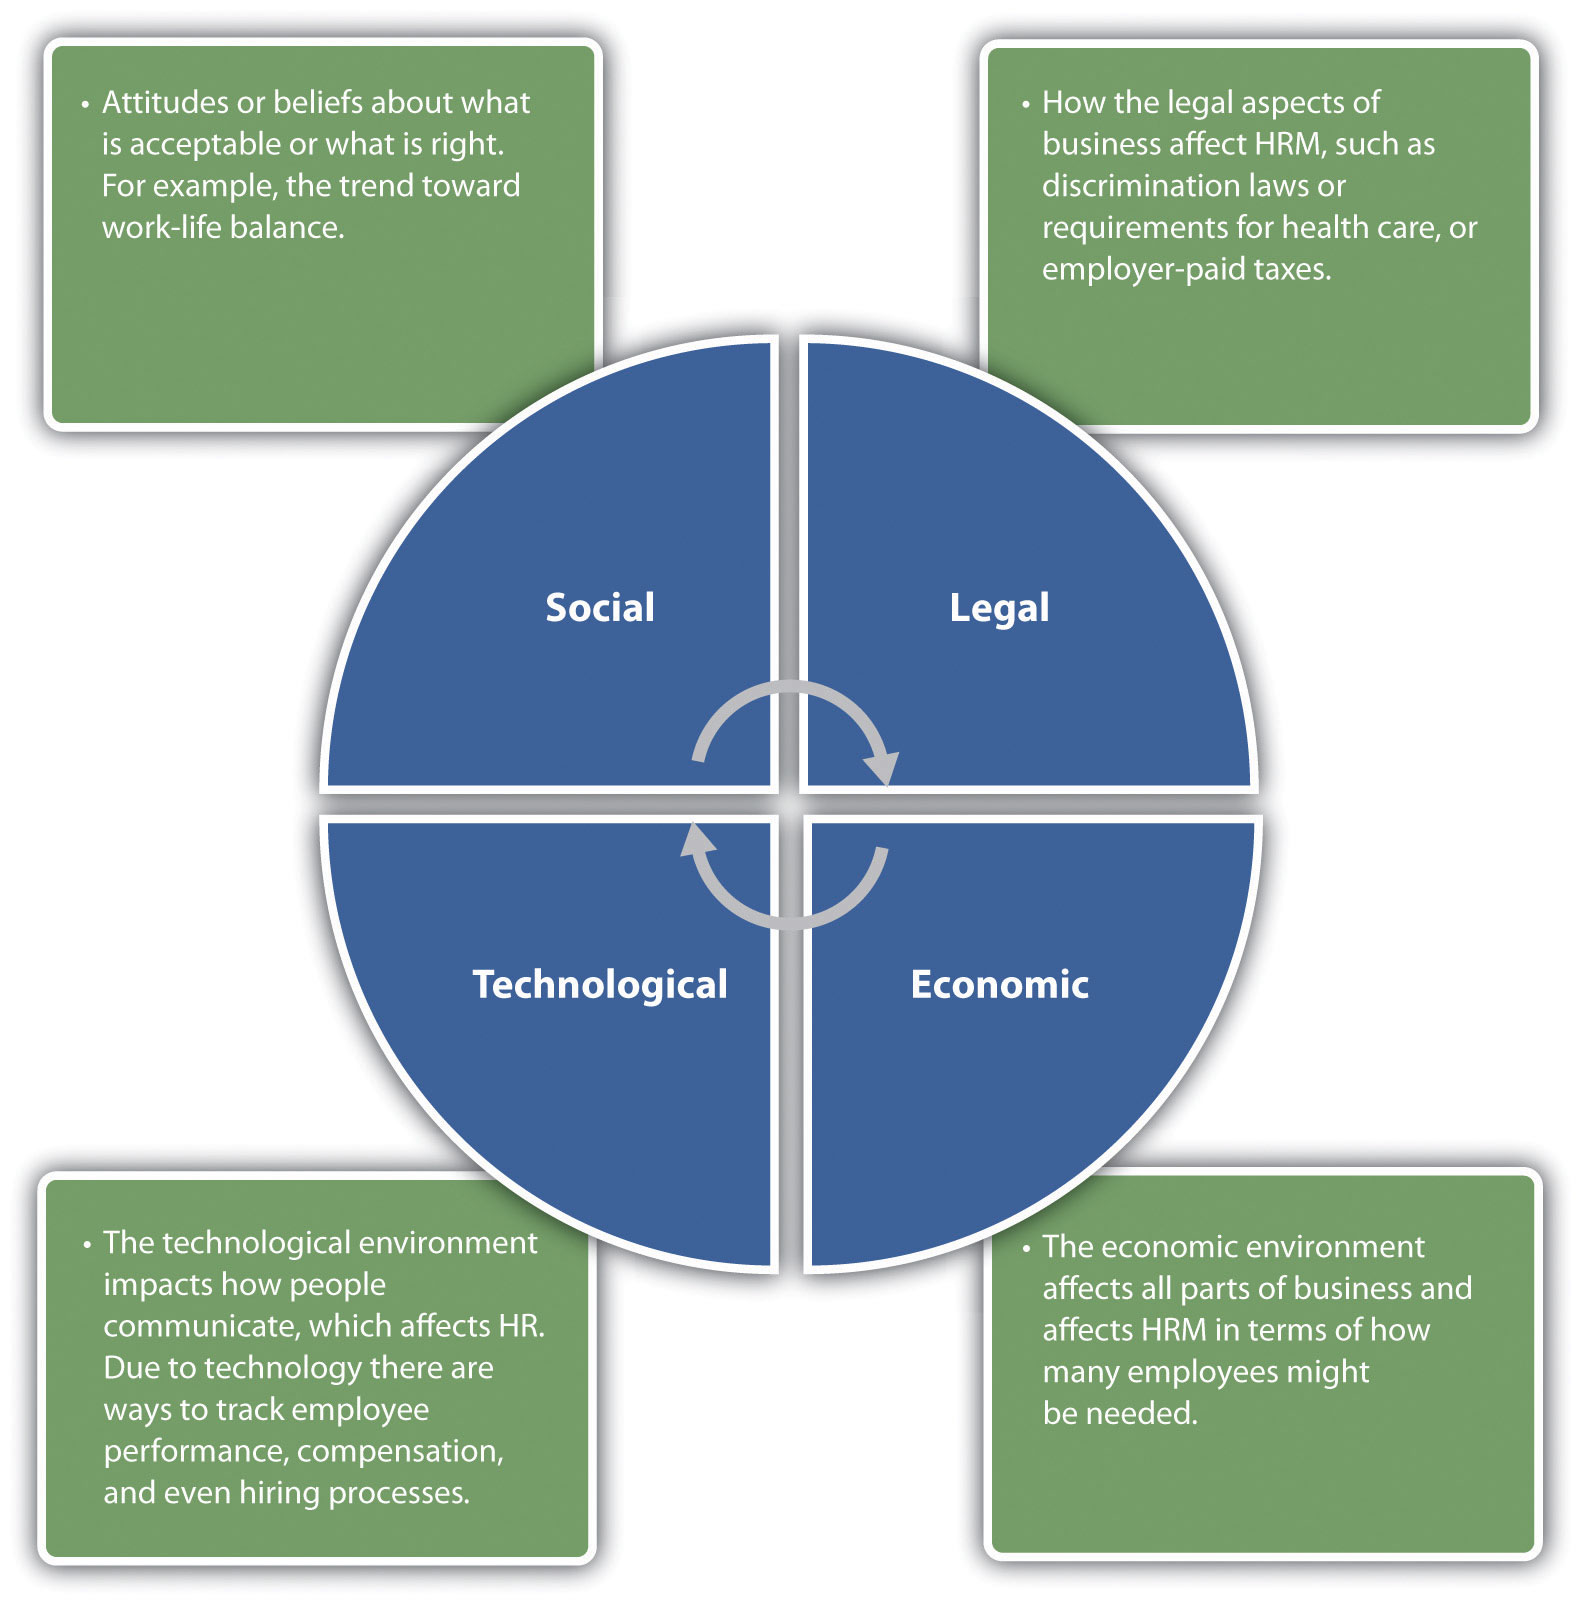 • Attitudes or beliefs about what
is acceptable or what is right.
For example, the trend toward
work-life balance.
• How the legal aspects of
business affect HRM, such as
discrimination laws or
requirements for health care, or
employer-paid taxes.
Social
Legal
Technological
Economic
• The technological environment
impacts how people
communicate, which affects HR.
Due to technology there are
ways to track employee
performance, compensation,
and even hiring processes.
• The economic environment
affects all parts of business and
affects HRM in terms of how
many employees might
be needed.